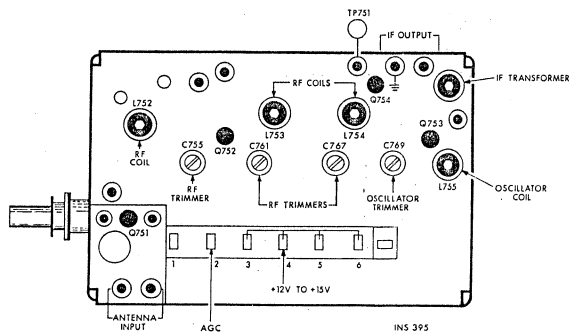 TP751
IF OUTPUT
IF TRANSFORMER
L752
RF COILS
Q754
Q753
RF
COIL
Q752
L753
L754
C755
C761
C767
C769
RF
TRIMMER
RF TRIMMERS
OSCILLATOR
TRIMMER
L755
OSCILLATOR
COIL
Q751
1
2
3
4
5
6
+12V TO +15V
ANTENNA
INPUT
AGC
INS 395